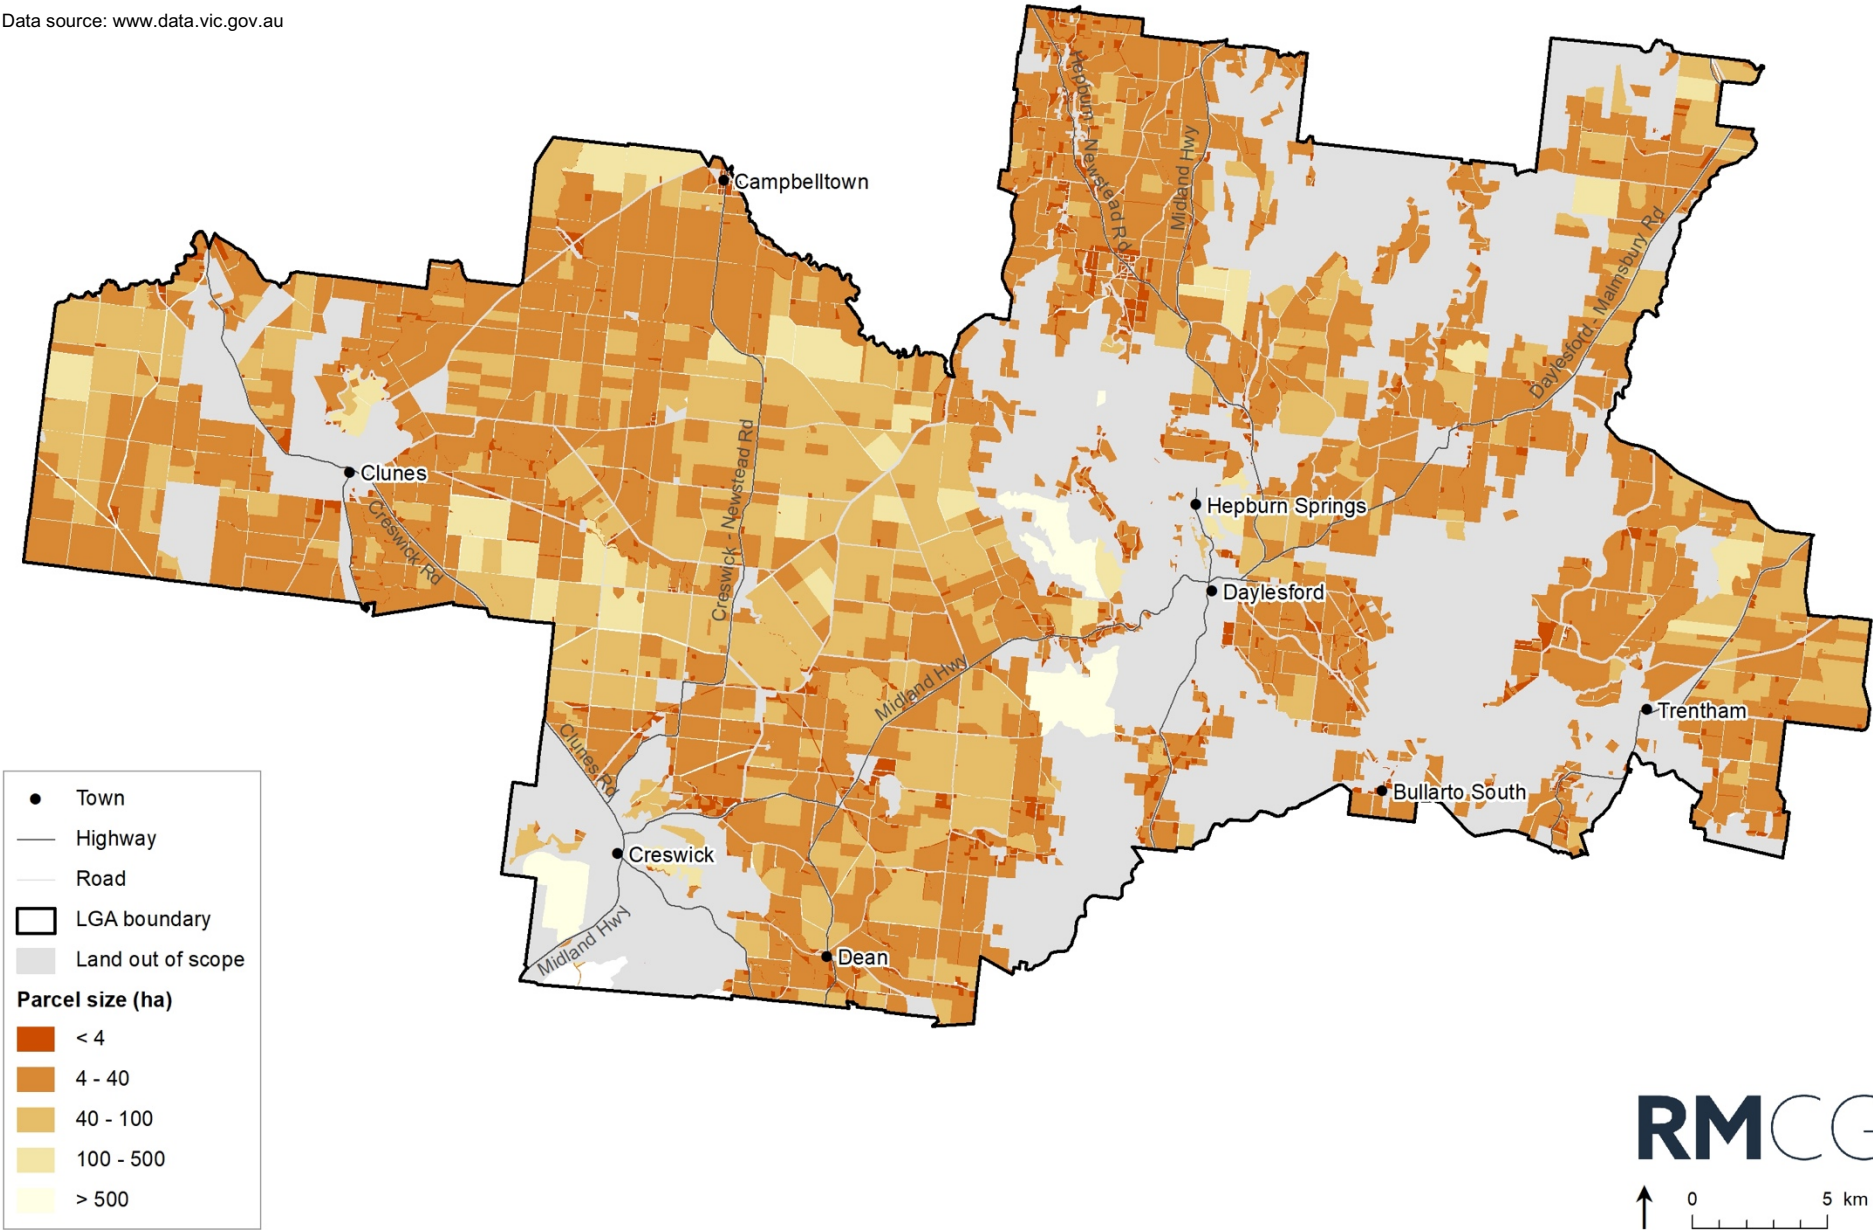 Data source: www.data.vic.gov.au
Hepburn - Newstead Rd
Midland Hwy
Campbelltown
Daylesford - Malmsbury Rd
Clunes
Creswick Rd
Creswick - Newstead Rd
Hepburn Springs
Daylesford
Midland Hwy
Trentham
Clunes Rd
Bullarto South
Creswick
Midland Hwy
Dean
Town
Highway
Road
LGA boundary
Land out of scope
Parcel size (ha)
< 4
4 - 40
40 - 100
100 - 500
> 500
RMCG
0 5 km